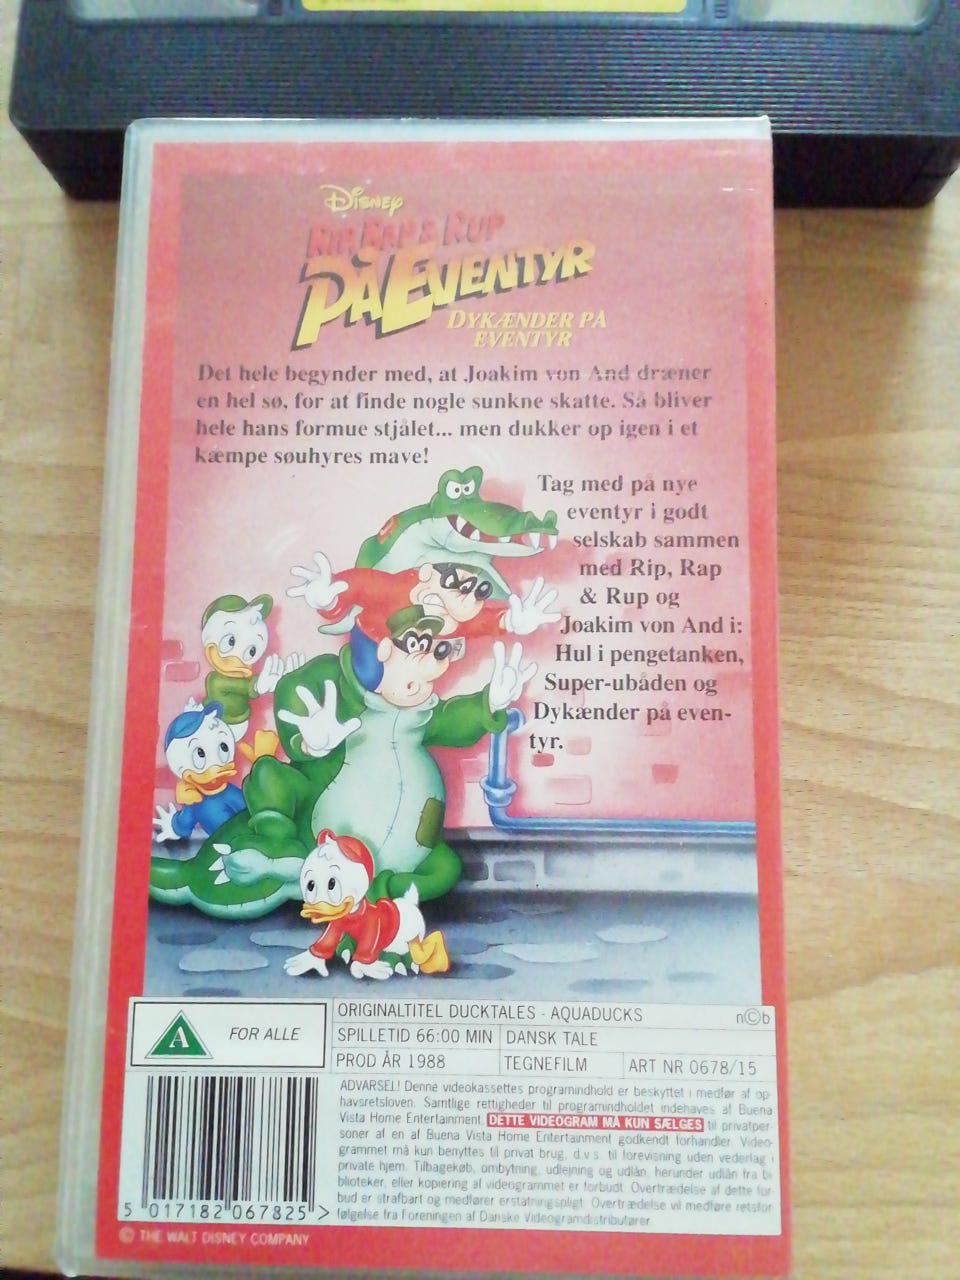 DISNEY
RIP, RAP & RUP
PÅ EVENTYR
DYKÆNDER PÅ
EVENTYR
Det hele begynder med, at Joakim von And dræner
en hel sø, for at finde nogle sunkne skatte. Så bliver
hele hans formue stjålet... men dukker op igen i et
kæmpe søuhyres mave!
Tag med på nye
eventyr i godt
selskab sammen
med Rip, Rap
& Rup og
Joakim von And i:
Hul i pengetanken,
Super-ubåden og
Dykænder på even-
tyr.
A FOR ALLE
ORIGINALTITEL DUCKTALES - AQUADUCKS n©b
SPILLETID 66:00 MIN DANSK TALE
PROD ÅR 1988 TEGNEFILM ART NR 0678/15
ADVARSEL! Denne videokassettes programindhold er beskyttet i medfør af op-
havsretsloven. Samtlige rettigheder til programindholdet indehaves af Buena
Vista Home Entertainment. DETTE VIDEOGRAM MÅ KUN SÆLGES til privatper-
soner af en af Buena Vista Home Entertainment godkendt forhandler. Video-
grammet må kun benyttes til privat brug, d.v.s. til forevisning uden vederlag i
private hjem. Tilbagekøb, ombytning, udlejning og udlån, herunder udlån fra bi-
blioteker, eller kopiering af videogrammet er forbudt. Overtrædelse af dette for-
bud er strafbart og medfører erstatningspligt. Overtrædelse vil medføre retsfor-
følgelse fra Foreningen af Danske Videogramdistributører.
5 017182 067825 >
© THE WALT DISNEY COMPANY